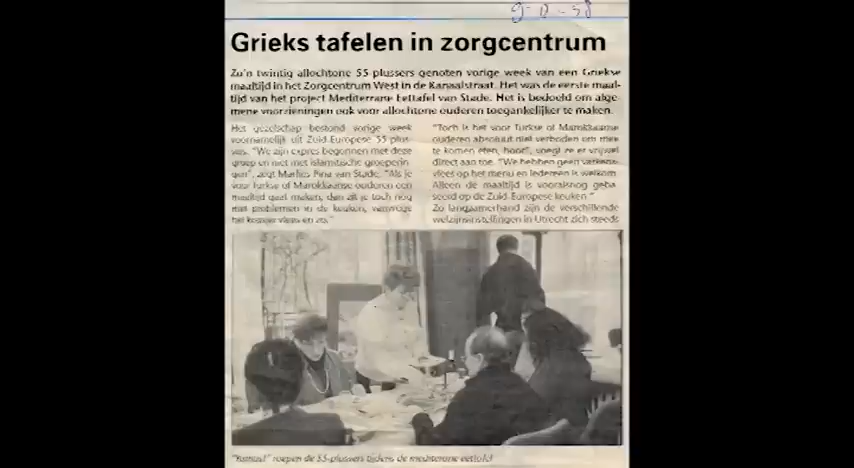 Grieks tafelen in zorgcentrum
Zo'n twintig allochtone 55-plussers genoten vorige week van een Griekse
maaltijd in het Zorgcentrum West in de Kanaalstraat. Het was de eerste maal-
tijd van het project Mediterrane Eettafel van Stade. Het is bedoeld om alge-
mene voorzieningen ook voor allochtone ouderen toegankelijker te maken.
Het gezelschap bestond vorige week
voornamelijk uit Zuid-Europese 55-plus-
sers. "We zijn expres begonnen met deze
groep en niet met islamitische groeperin-
gen", zegt Marlies Pina van Stade. "Als je
voor Turkse of Marokkaanse ouderen een
maaltijd gaat maken, dan zit je toch nog
met problemen in de keuken, vanwege
het koosjer vlees en zo."
"Toch is het voor Turkse of Marokkaanse
ouderen absoluut niet verboden om mee
te komen eten, hoor", voegt ze er vrijwel
direct aan toe. "We hebben geen varkens-
vlees op het menu en iedereen is welkom.
Alleen de maaltijd is vooralsnog geba-
seerd op de Zuid-Europese keuken."
Zo langzamerhand zijn de verschillende
welzijnsinstellingen in Utrecht zich steeds
roepen de 55-plussers tijdens de mediterrane eettafel